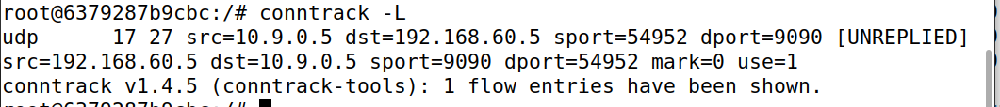 root@6379287b9cbc:/# conntrack -L
udp      17 27 src=10.9.0.5 dst=192.168.60.5 sport=54952 dport=9090 [UNREPLIED]
src=192.168.60.5 dst=10.9.0.5 sport=9090 dport=54952 mark=0 use=1
conntrack v1.4.5 (conntrack-tools): 1 flow entries have been shown.
root@6379287b9cbc:/#